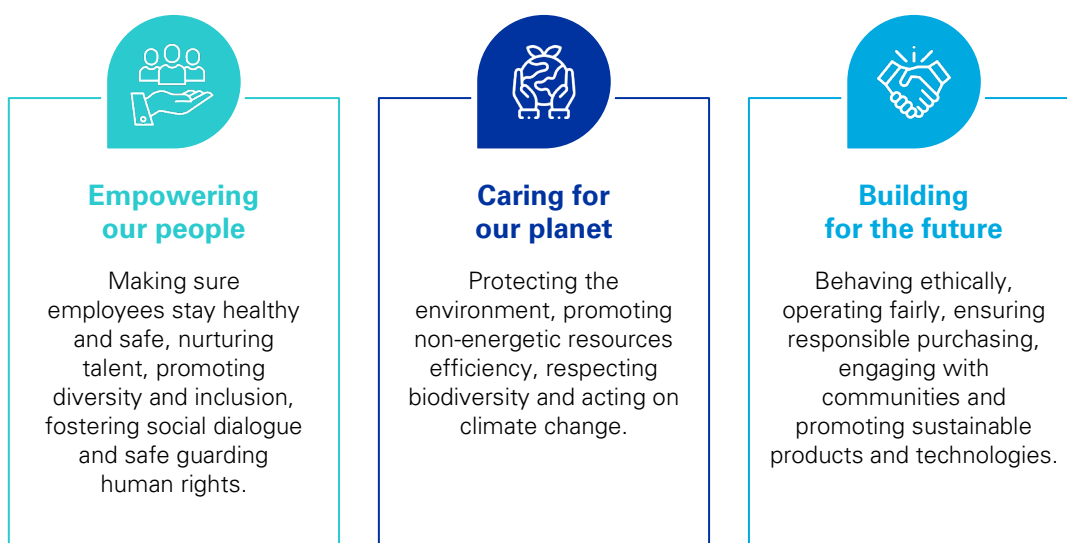 Empowering
our people
Making sure
employees stay healthy
and safe, nurturing
talent, promoting
diversity and inclusion,
fostering social dialogue
and safe guarding
human rights.
Caring for
our planet
Protecting the
environment, promoting
non-energetic resources
efficiency, respecting
biodiversity and acting on
climate change.
Building
for the future
Behaving ethically,
operating fairly, ensuring
responsible purchasing,
engaging with
communities and
promoting sustainable
products and technologies.